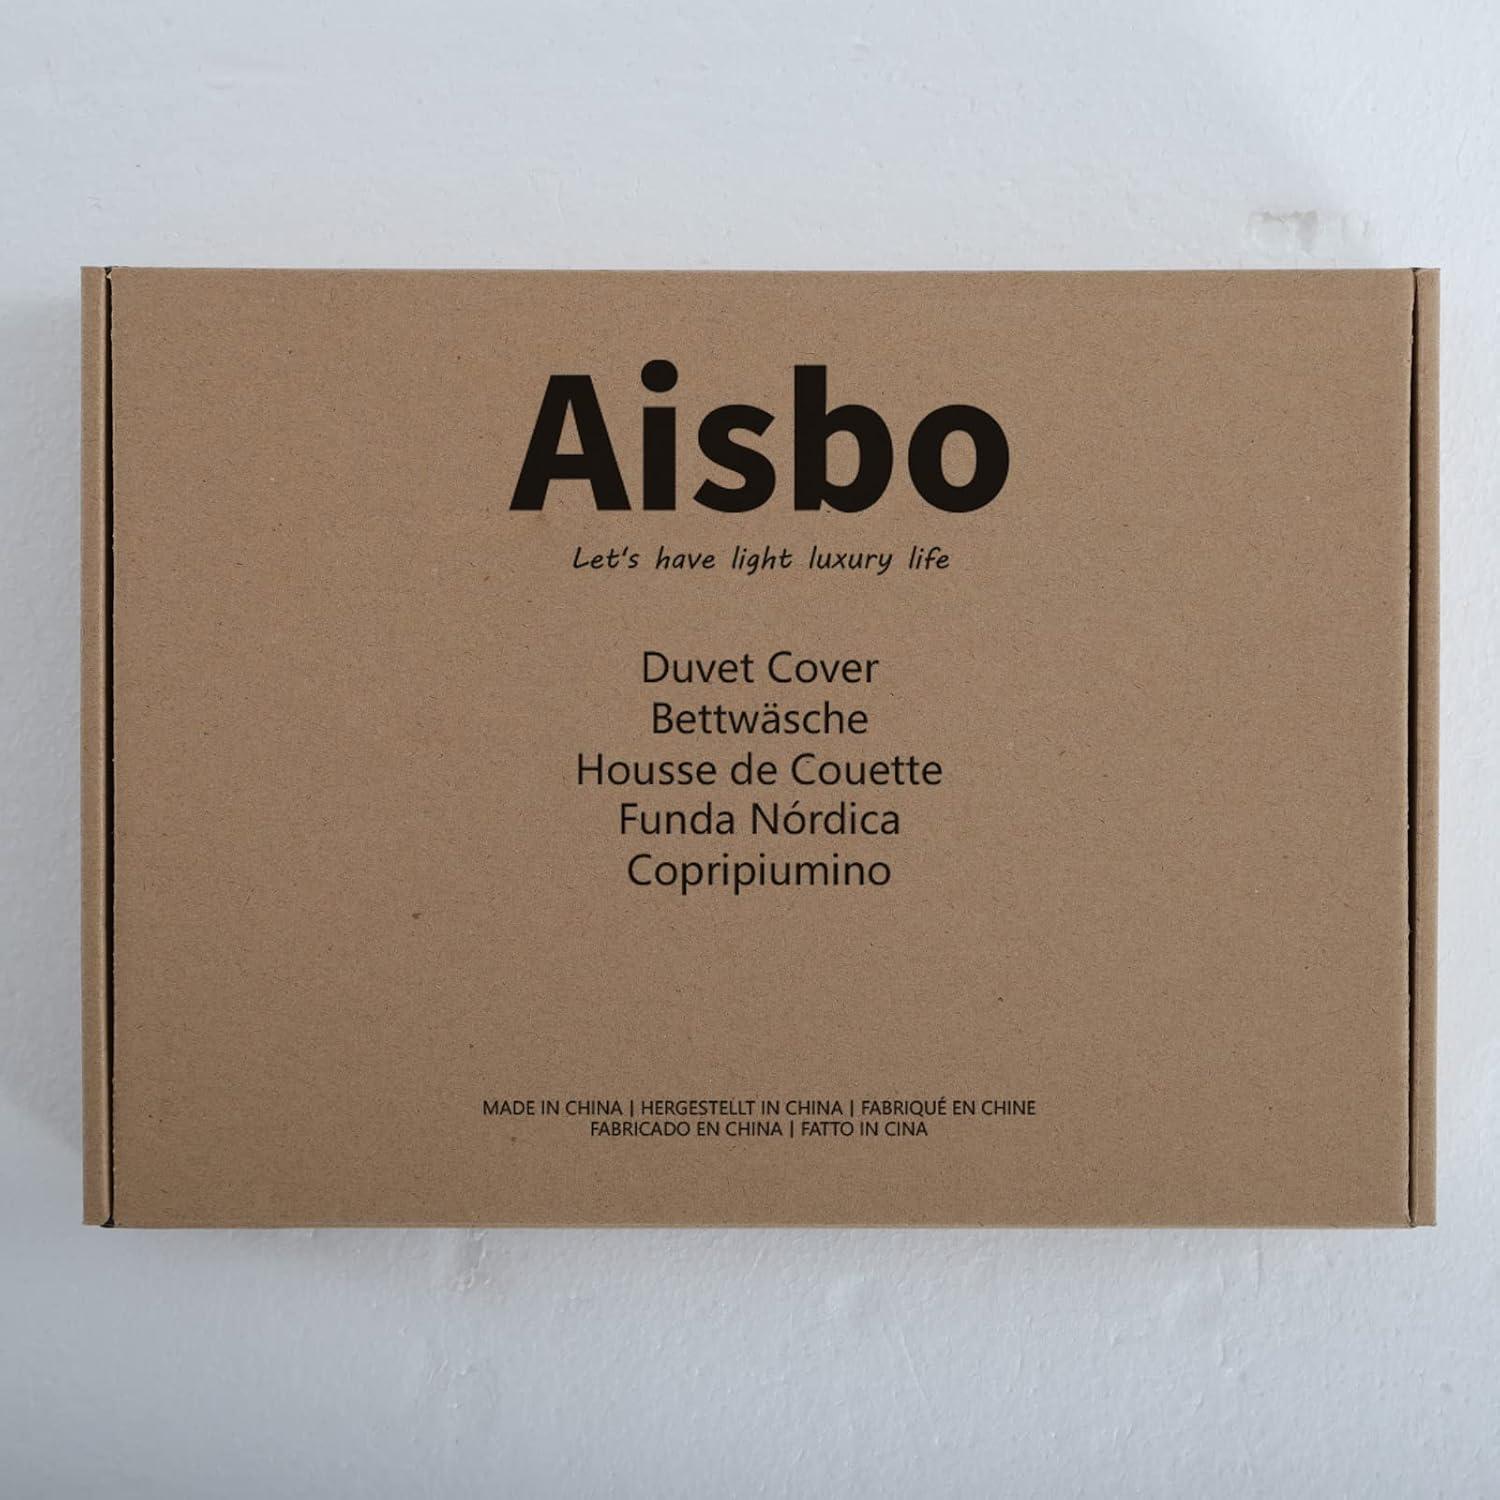 Aisbo
Let's have light luxury life
Duvet Cover
Bettwäsche
Housse de Couette
Funda Nórdica
Copripiumino
MADE IN CHINA | HERGESTELLT IN CHINA | FABRIQUÉ EN CHINE
FABRICADO EN CHINA | FATTO IN CINA